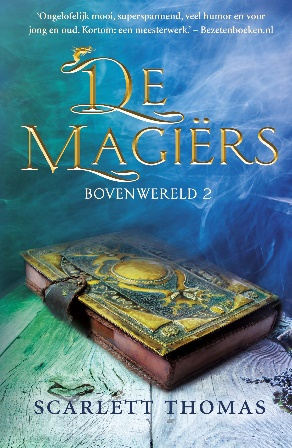 'Ongelofelijk mooi, superspannend, veel humor en voor
jong en oud. Kortom: een meesterwerk.' – Bezetenboeken.nl
De
Magiërs
BOVENWERELD 2
SCARLETT THOMAS